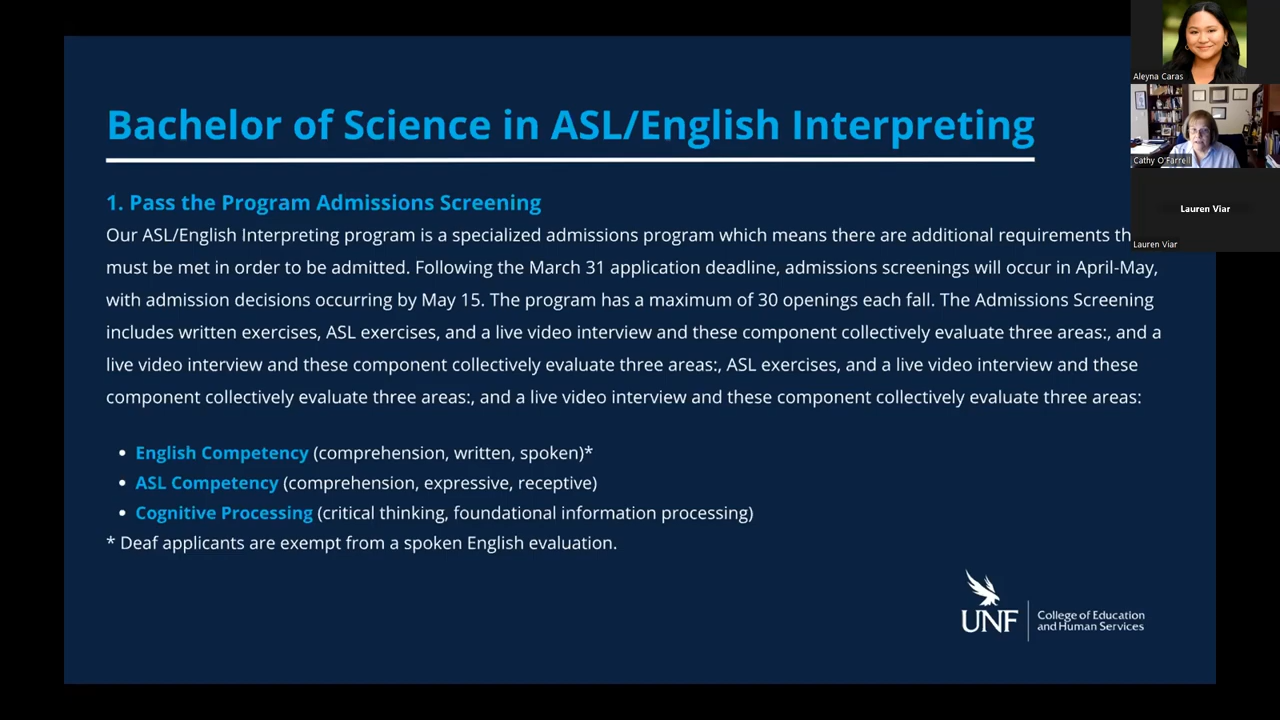 Bachelor of Science in ASL/English Interpreting
1. Pass the Program Admissions Screening
Our ASL/English Interpreting program is a specialized admissions program which means there are additional requirements
must be met in order to be admitted. Following the March 31 application deadline, admissions screenings will occur in April-May,
with admission decisions occurring by May 15. The program has a maximum of 30 openings each fall. The Admissions Screening
includes written exercises, ASL exercises, and a live video interview and these component collectively evaluate three areas:, and a
live video interview and these component collectively evaluate three areas:, ASL exercises, and a live video interview and these
component collectively evaluate three areas:, and a live video interview and these component collectively evaluate three areas:
• English Competency (comprehension, written, spoken)*
• ASL Competency (comprehension, expressive, receptive)
• Cognitive Processing (critical thinking, foundational information processing)
* Deaf applicants are exempt from a spoken English evaluation.
UNF
College of Education
and Human Services
Aleyna Caras
Cathy O'Farrell
Lauren Viar
Lauren Viar